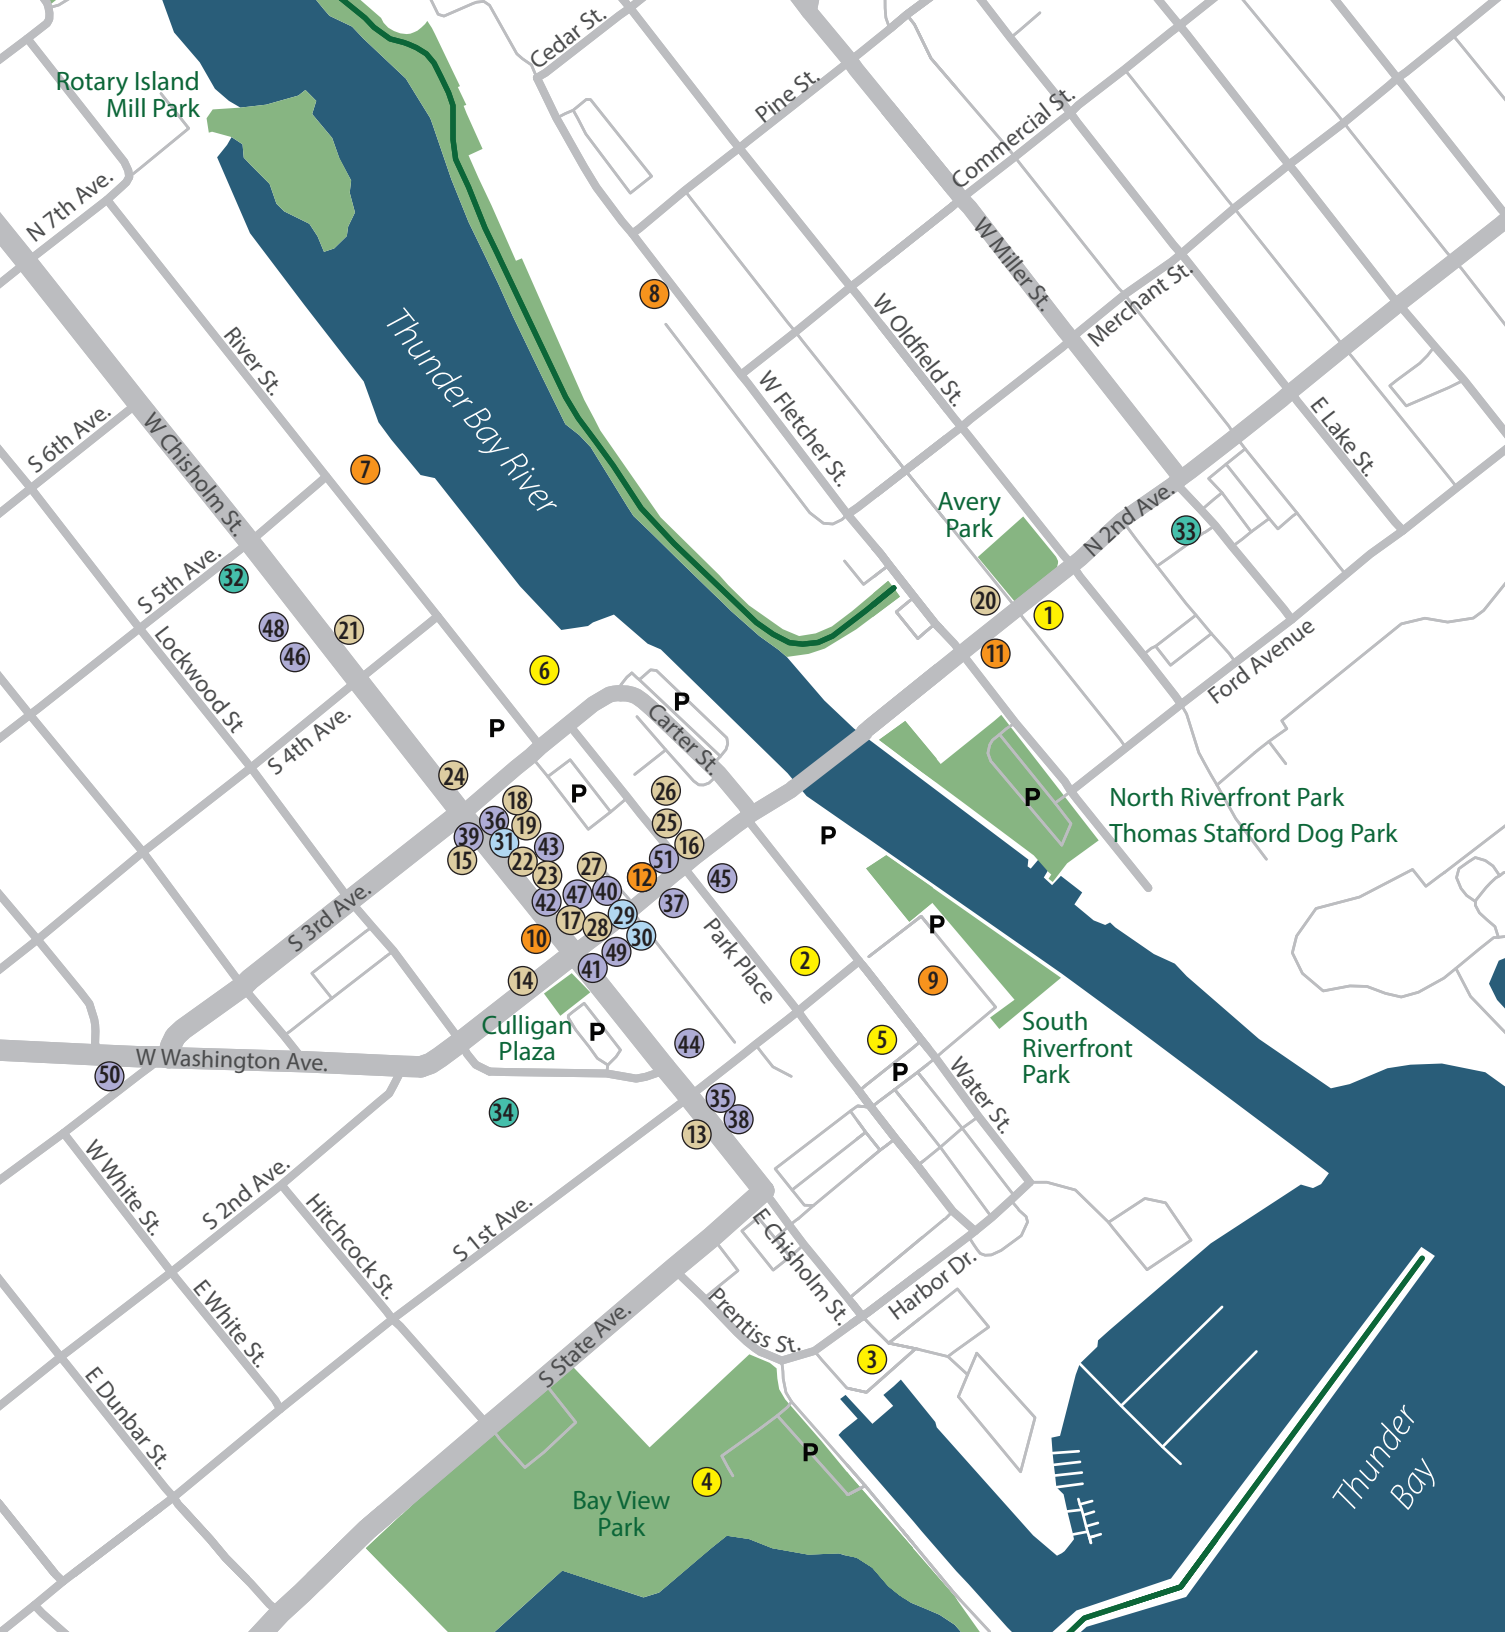 Cedar St.
Rotary Island
Mill Park
Pine St.
Commercial St.
N 7th Ave.
W Miller St.
Merchant St.
8
Thunder Bay River
River St.
W Oldfield St.
W Fletcher St.
E Lake St.
S 6th Ave.
W Chisholm St.
7
Avery
Park
N 2nd Ave.
33
S 5th Ave.
32
20
1
48
21
46
11
Lockwood St
6
Ford Avenue
P
Carter St.
P
S 4th Ave.
24
P
26
P
North Riverfront Park
Thomas Stafford Dog Park
18
36
19
25
39
31
43
16
P
15
22
51
23
27
12
45
47
40
42
37
17
28
29
S 3rd Ave.
10
30
P
49
Park Place
2
41
14
9
Culligan
Plaza
P
South
Riverfront
Park
44
5
W Washington Ave.
50
P
Water St.
34
35
38
13
W White St.
S 2nd Ave.
Hitchcock St.
S 1st Ave.
E Chisholm St.
Harbor Dr.
E White St.
Prentiss St.
S State Ave.
3
E Dunbar St.
P
4
Bay View
Park
Thunder
Bay